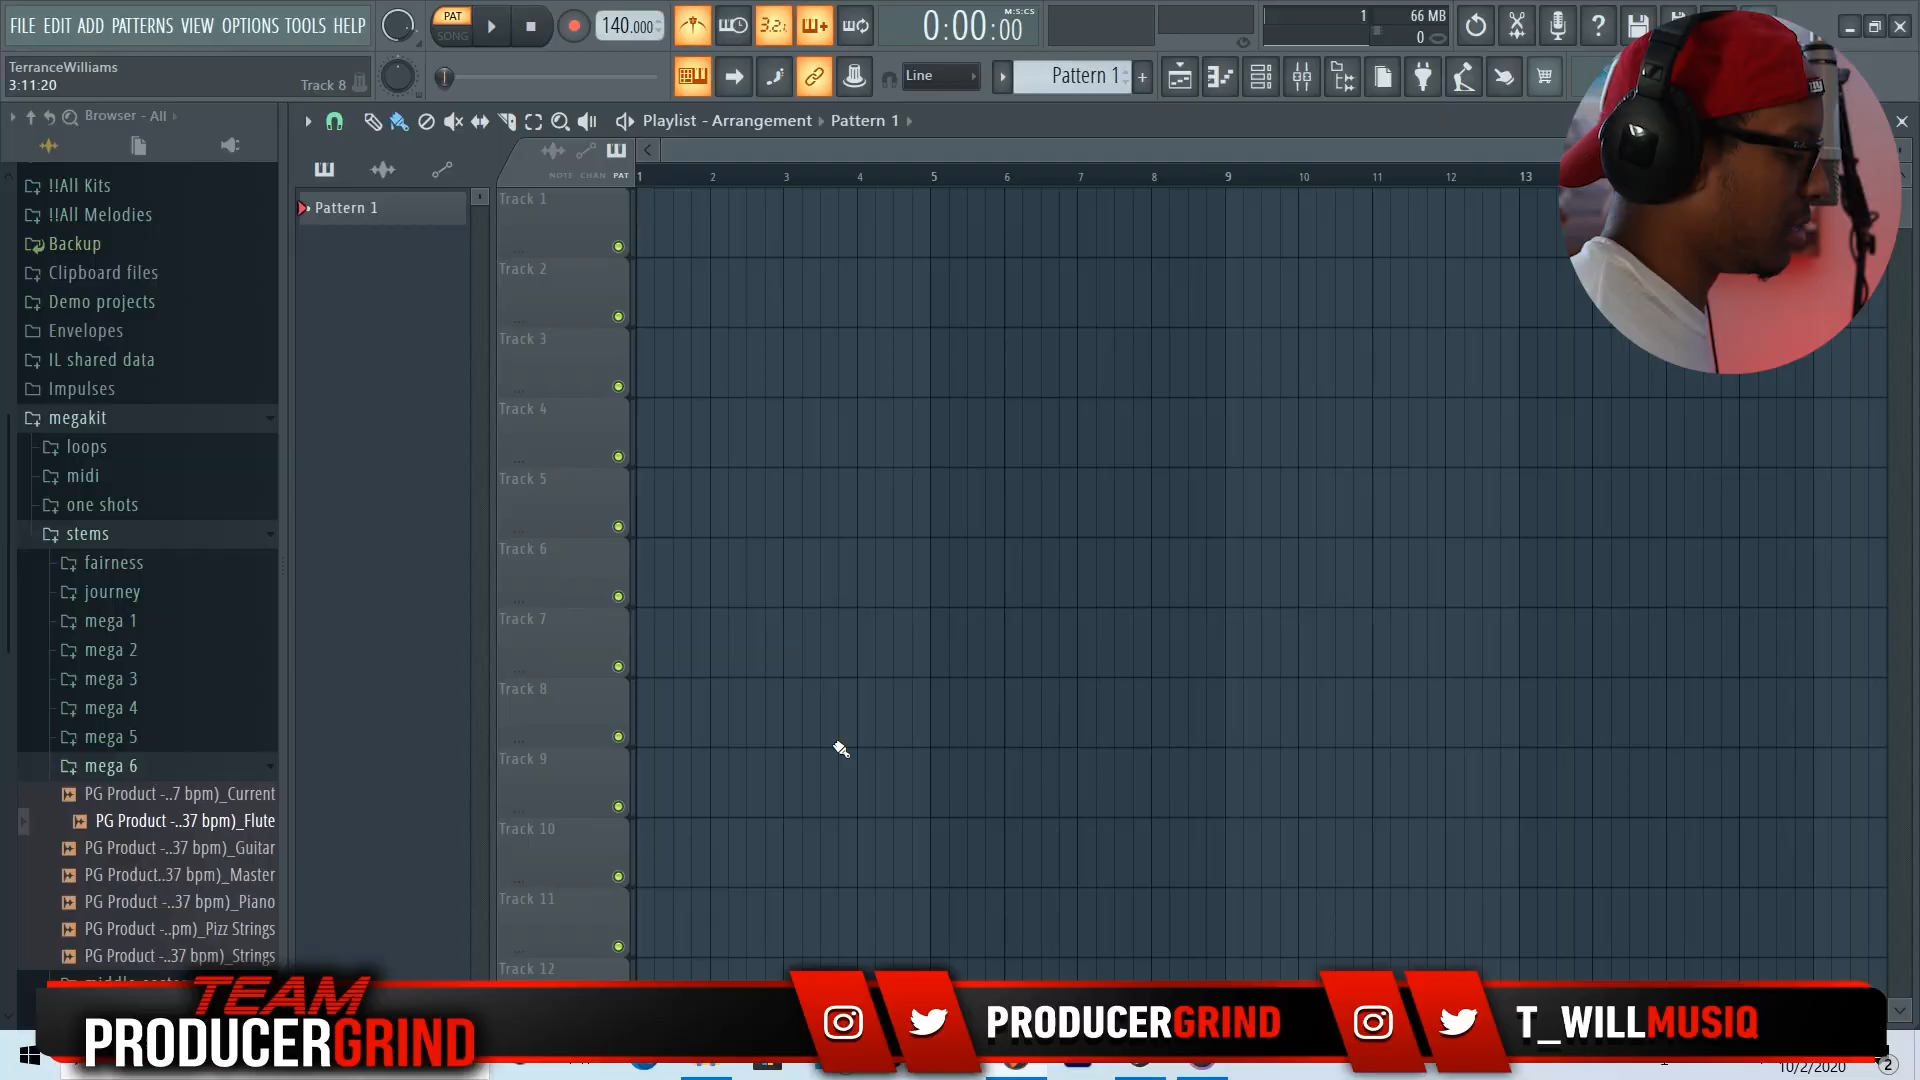 FILE EDIT ADD PATTERNS VIEW OPTIONS TOOLS HELP
PAT
SONG
140.000
3.2.
0:00:00
M:S:CS
1
66 MB
0
TerranceWilliams
3:11:20
Track 8
Line
Pattern 1
+
Browser - All
Playlist - Arrangement
Pattern 1
NOTE CHAN PAT
1 2 3 4 5 6 7 8 9 10 11 12 13
!!All Kits
!!All Melodies
Backup
Clipboard files
Demo projects
Envelopes
IL shared data
Impulses
megakit
loops
midi
one shots
stems
fairness
journey
mega 1
mega 2
mega 3
mega 4
mega 5
mega 6
PG Product -..7 bpm)_Current
PG Product -..37 bpm)_Flute
PG Product -..37 bpm)_Guitar
PG Product..37 bpm)_Master
PG Product -..37 bpm)_Piano
PG Product -..pm)_Pizz Strings
PG Product -..37 bpm)_Strings
Pattern 1
Track 1
Track 2
Track 3
Track 4
Track 5
Track 6
Track 7
Track 8
Track 9
Track 10
Track 11
Track 12
TEAM
PRODUCERGRIND
PRODUCERGRIND
T_WILLMUSIQ
10/2/2020
2